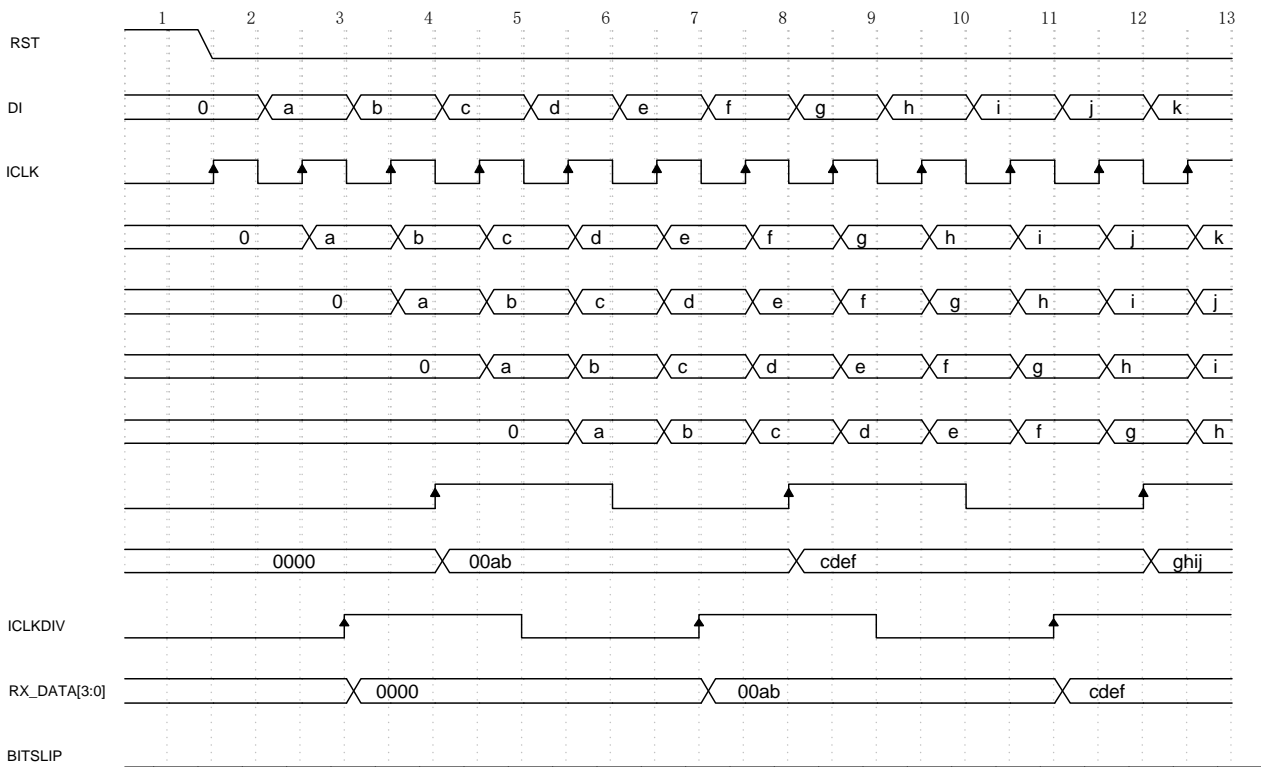 1 2 3 4 5 6 7 8 9 10 11 12 13
RST
DI 0 a b c d e f g h i j k
ICLK
0 a b c d e f g h i j k
0 a b c d e f g h i j
0 a b c d e f g h i
0 a b c d e f g h
0000 00ab cdef ghij
ICLKDIV
RX_DATA[3:0] 0000 00ab cdef
BITSLIP